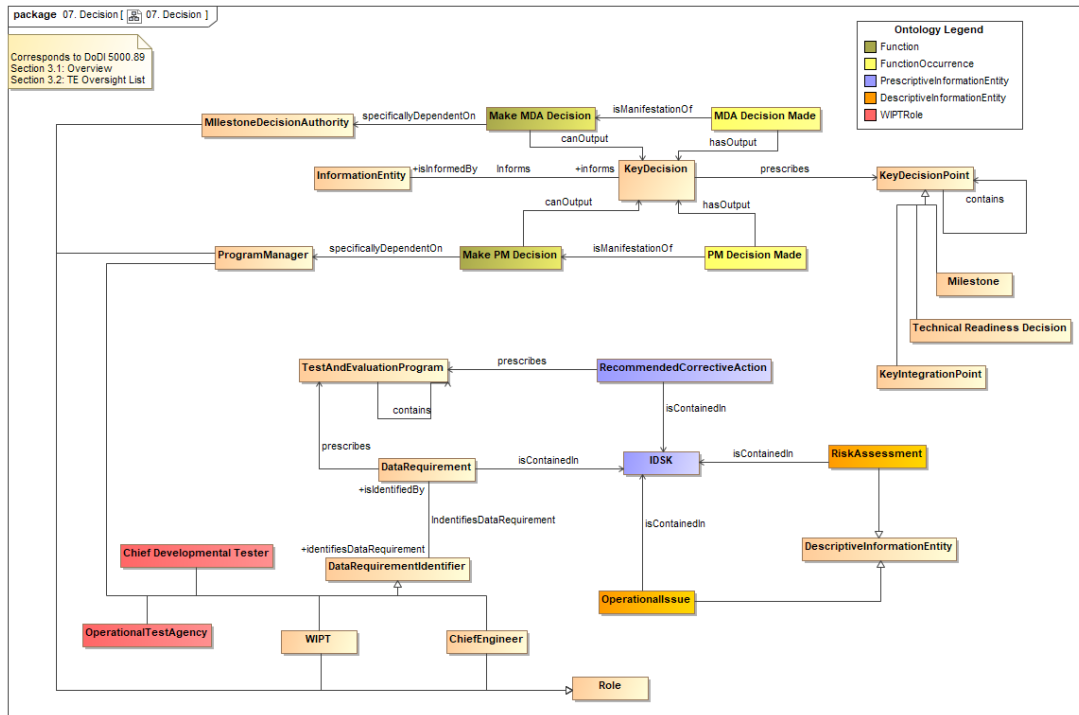 package 07. Decision [ 07. Decision ]
Corresponds to DoDI 5000.89
Section 3.1: Overview
Section 3.2: TE Oversight List
Ontology Legend
Function
FunctionOccurrence
PrescriptiveInformationEntity
DescriptiveInformationEntity
WIPTRole
MIlestoneDecisionAuthority
specificallyDependentOn
Make MDA Decision
isManifestationOf
MDA Decision Made
canOutput
hasOutput
InformationEntity
+isInformedBy
Informs
+informs
KeyDecision
prescribes
KeyDecisionPoint
contains
canOutput
hasOutput
ProgramManager
specificallyDependentOn
Make PM Decision
isManifestationOf
PM Decision Made
Milestone
Technical Readiness Decision
KeyIntegrationPoint
TestAndEvaluationProgram
prescribes
RecommendedCorrectiveAction
contains
isContainedIn
prescribes
DataRequirement
isContainedIn
IDSK
isContainedIn
RiskAssessment
+isIdentifiedBy
IndentifiesDataRequirement
isContainedIn
+identifiesDataRequirement
Chief Developmental Tester
DataRequirementIdentifier
DescriptiveInformationEntity
OperationalIssue
OperationalTestAgency
WIPT
ChiefEngineer
Role